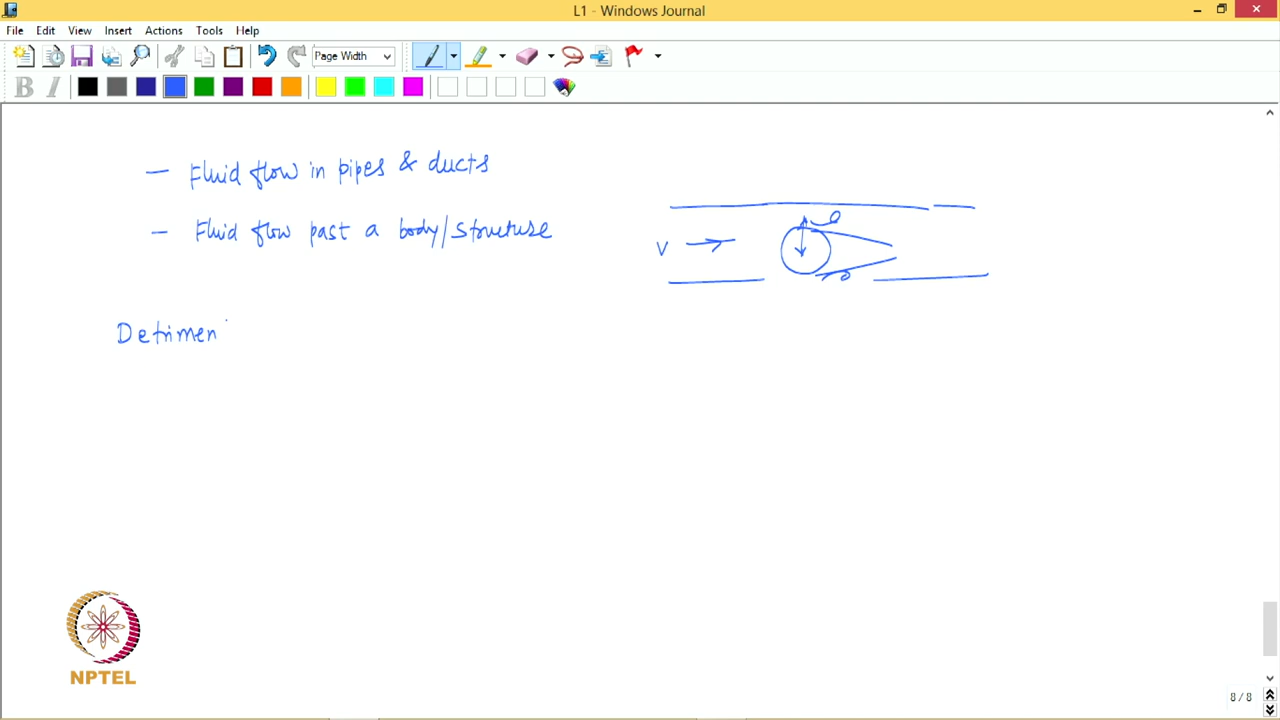 L1 - Windows Journal
File Edit View Insert Actions Tools Help
Page Width
B I
— Fluid flow in pipes & ducts
— Fluid flow past a body/structure
V
Detrimen
NPTEL
8 / 8